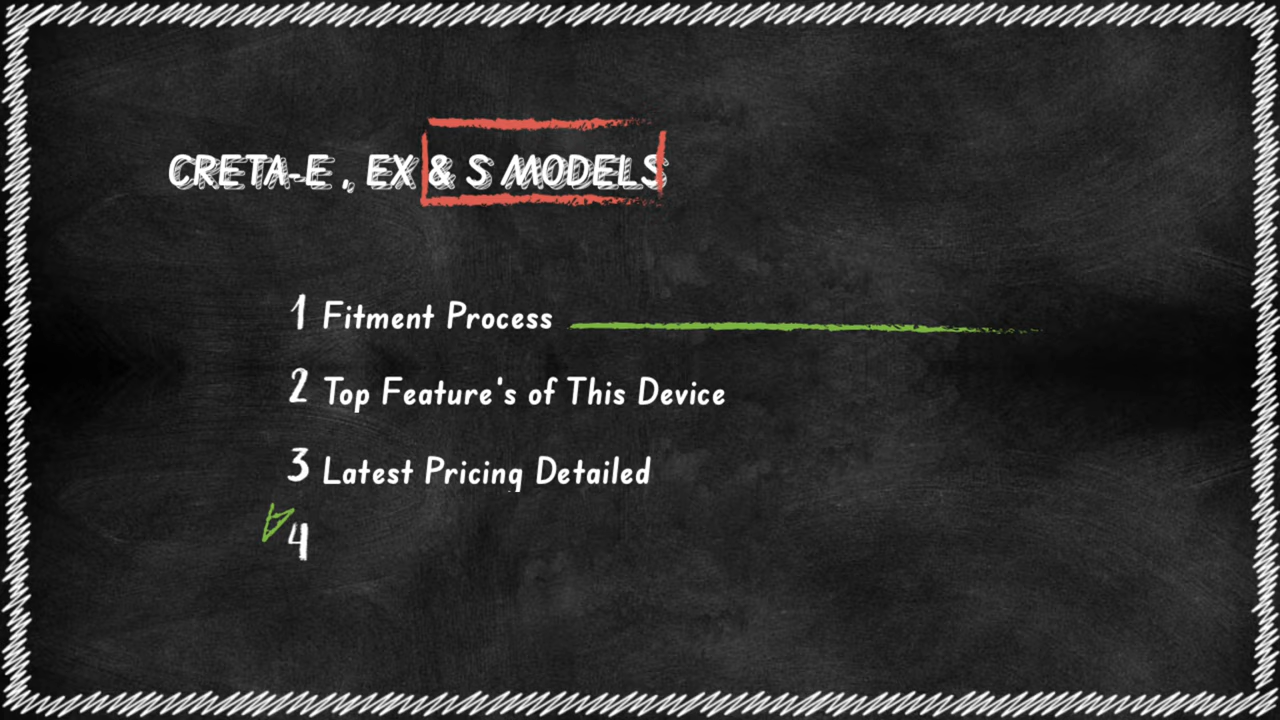 CRETA-E , EX & S MODELS
1 Fitment Process
2 Top Feature's of This Device
3 Latest Pricing Detailed
4